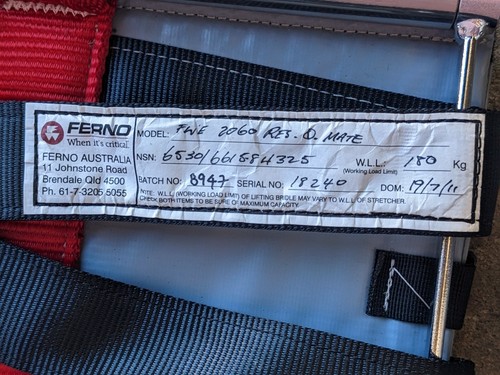 FERNO
When it's critical.
FERNO AUSTRALIA
11 Johnstone Road
Brendale Qld 4500
Ph. 61-7-3205 5055
MODEL: TWE 2060 RES. Q MATE
NSN: 6530/661SP4325 W.L.L.: 150 Kg
(Working Load Limit)
BATCH NO: 8947 SERIAL NO: 18240 DOM: 19/7/11
NOTE: W.L.L. (WORKING LOAD LIMIT) OF LIFTING BRIDLE MAY VARY TO W.L.L. OF STRETCHER.
CHECK BOTH ITEMS TO BE SURE OF MAXIMUM CAPACITY.